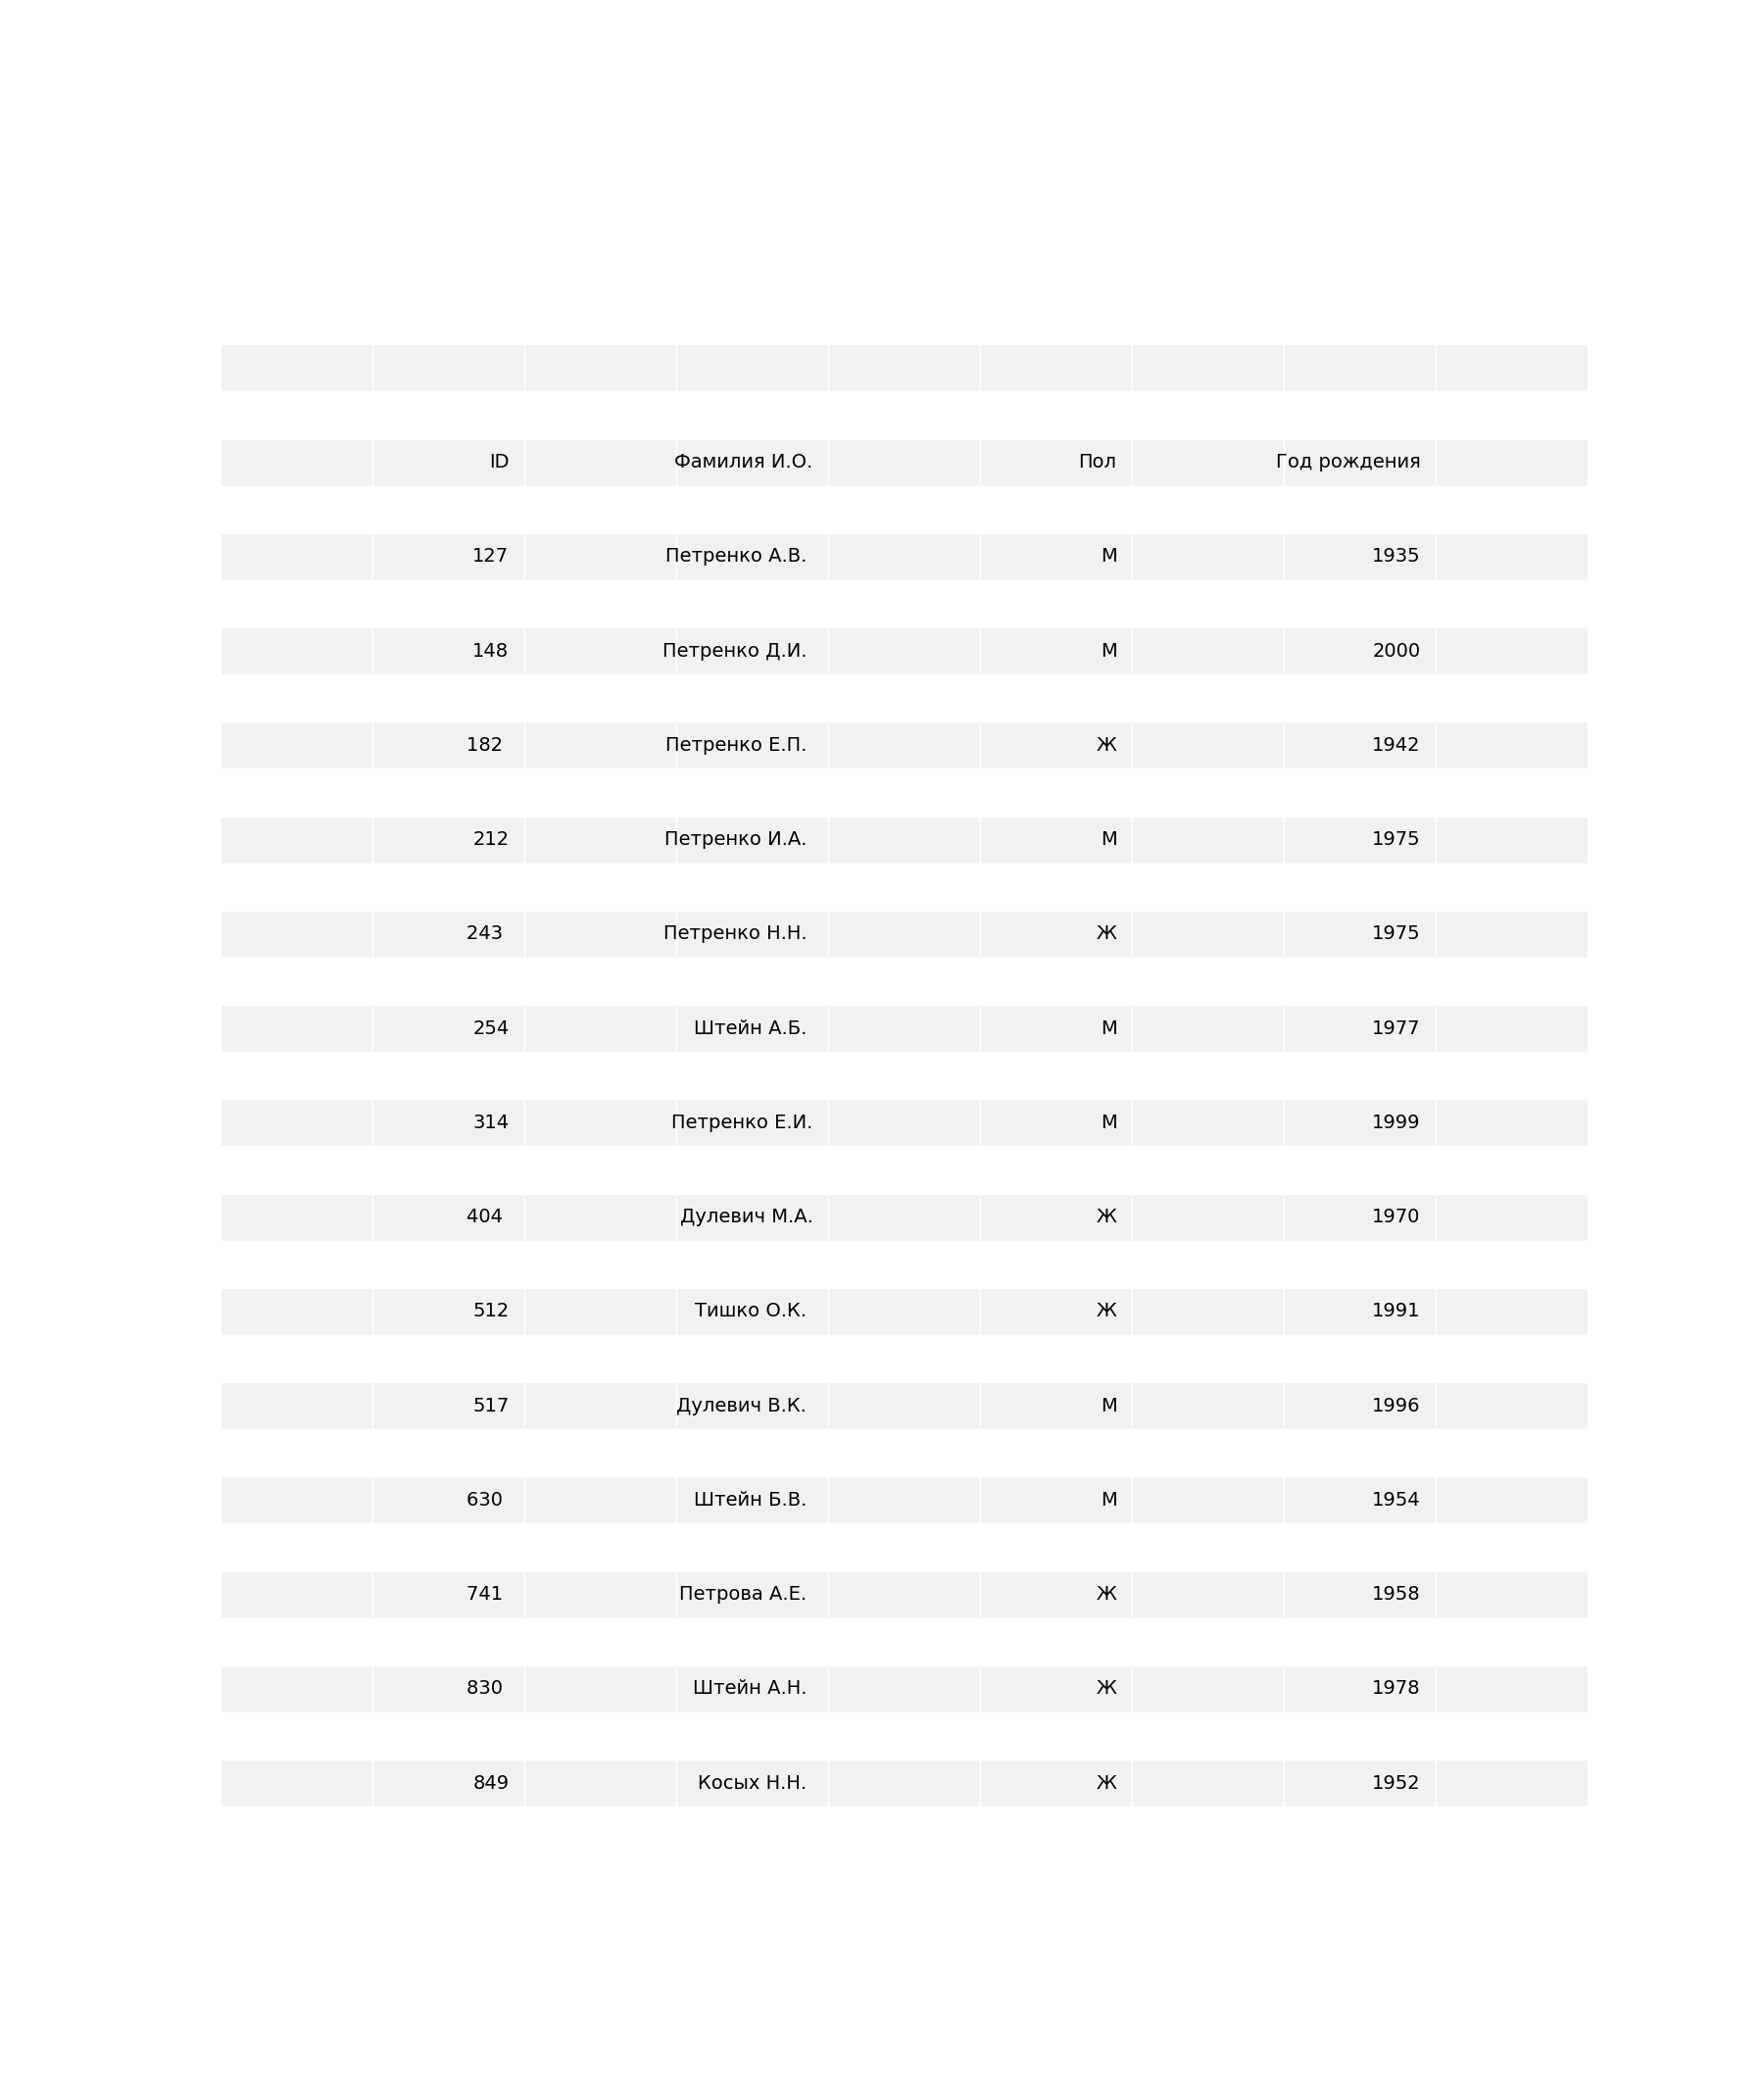 ID Фамилия И.О. Пол Год рождения
127 Петренко А.В. М 1935
148 Петренко Д.И. М 2000
182 Петренко Е.П. Ж 1942
212 Петренко И.А. М 1975
243 Петренко Н.Н. Ж 1975
254 Штейн А.Б. М 1977
314 Петренко Е.И. М 1999
404 Дулевич М.А. Ж 1970
512 Тишко О.К. Ж 1991
517 Дулевич В.К. М 1996
630 Штейн Б.В. М 1954
741 Петрова А.Е. Ж 1958
830 Штейн А.Н. Ж 1978
849 Косых Н.Н. Ж 1952